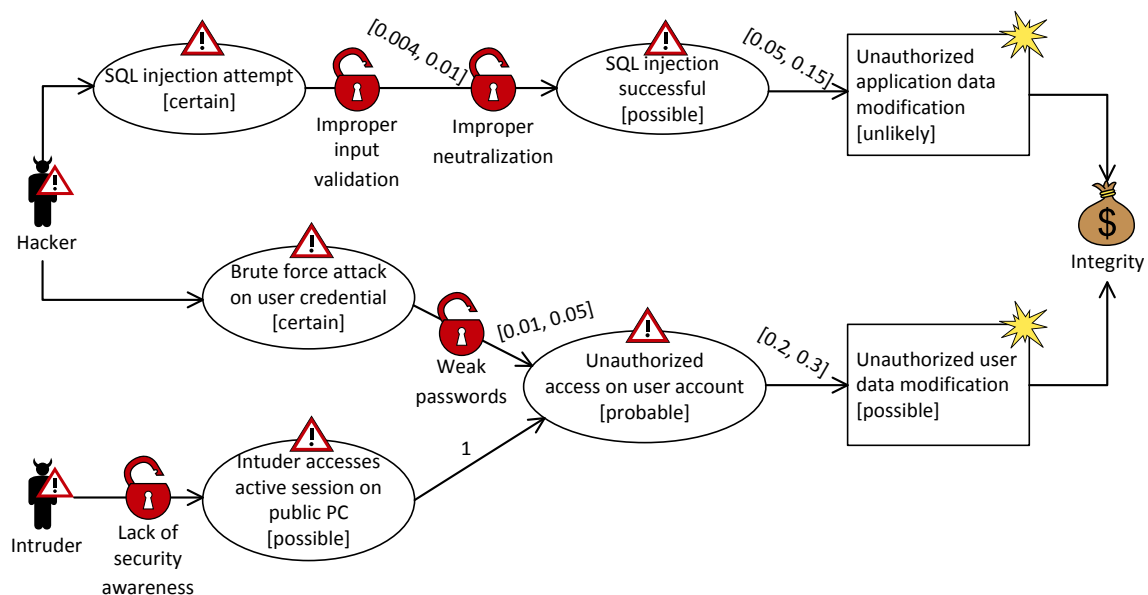 SQL injection attempt
[certain]
[0.004, 0.01]
Improper
input
validation
Improper
neutralization
SQL injection
successful
[possible]
[0.05, 0.15]
Unauthorized
application data
modification
[unlikely]
Hacker
$
Integrity
Brute force attack
on user credential
[certain]
Weak
passwords
[0.01, 0.05]
Unauthorized
access on user account
[probable]
[0.2, 0.3]
Unauthorized user
data modification
[possible]
Intruder
Lack of
security
awareness
Intuder accesses
active session on
public PC
[possible]
1